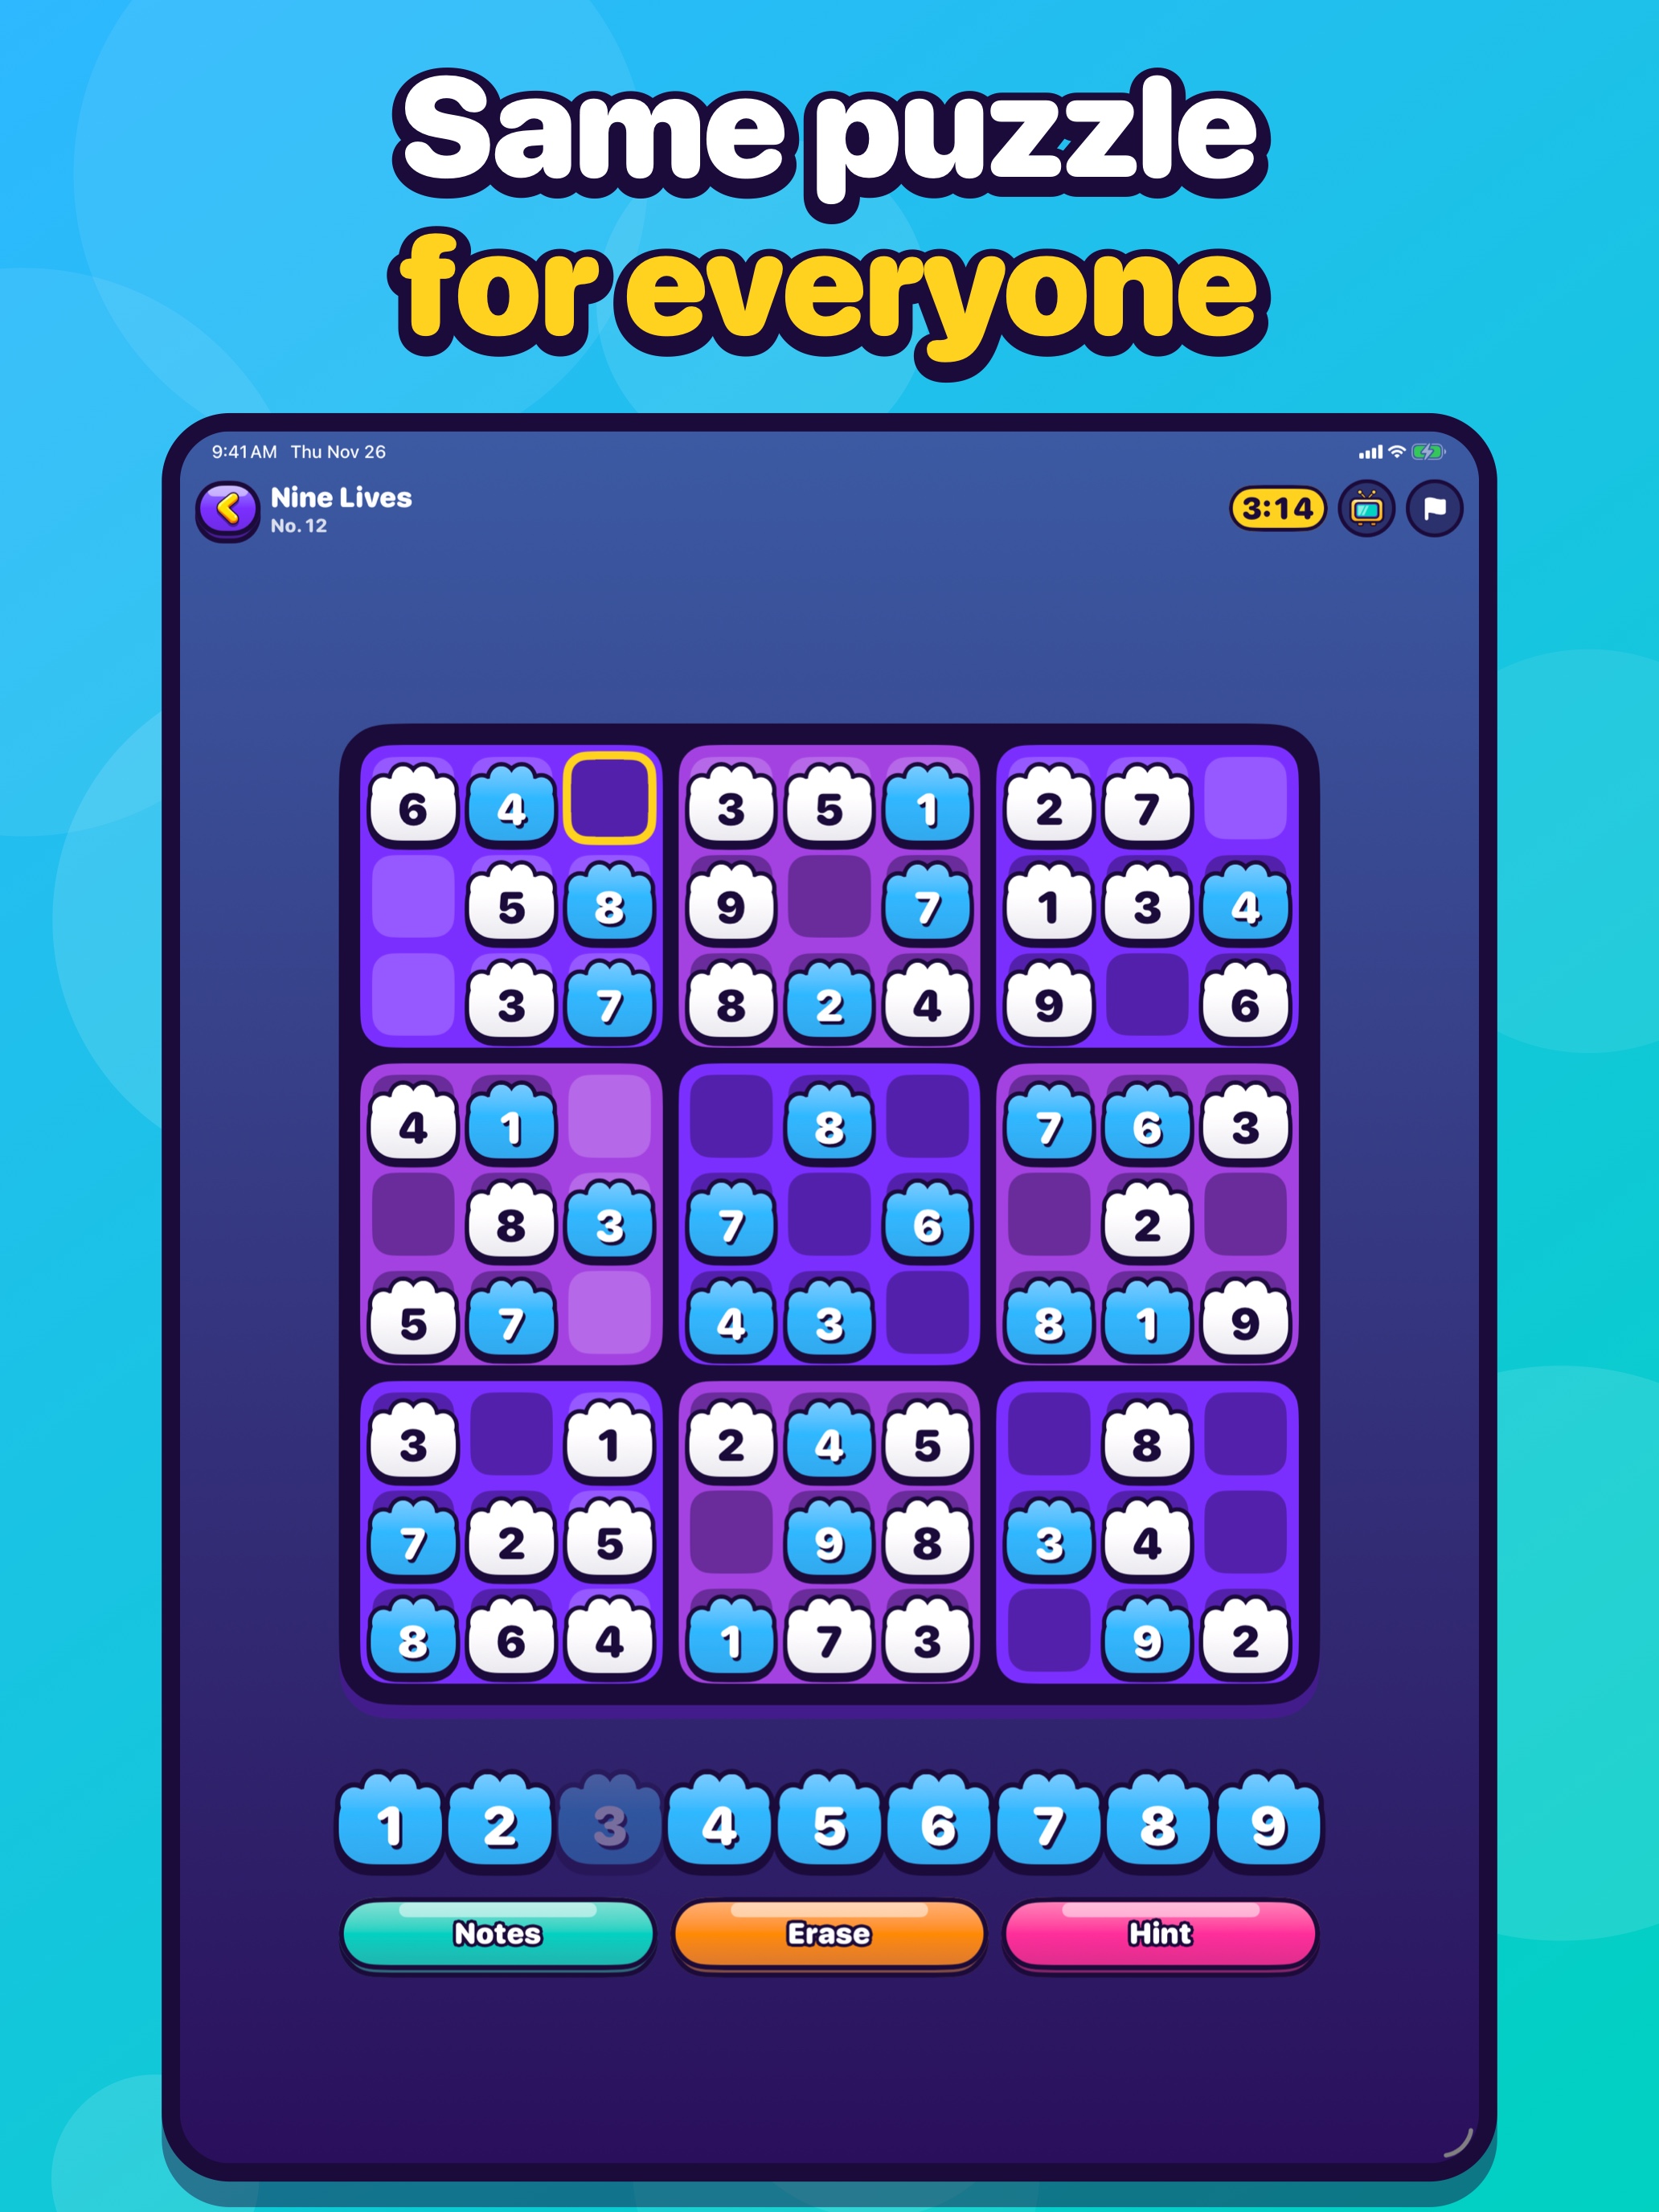 Same puzzle
for everyone
9:41 AM Thu Nov 26
Nine Lives
No. 12
3:14
6 4 3 5 1 2 7
5 8 9 7 1 3 4
3 7 8 2 4 9 6
4 1 8 7 6 3
8 3 7 6 2
5 7 4 3 8 1 9
3 1 2 4 5 8
7 2 5 9 8 3 4
8 6 4 1 7 3 9 2
1 2 3 4 5 6 7 8 9
Notes Erase Hint